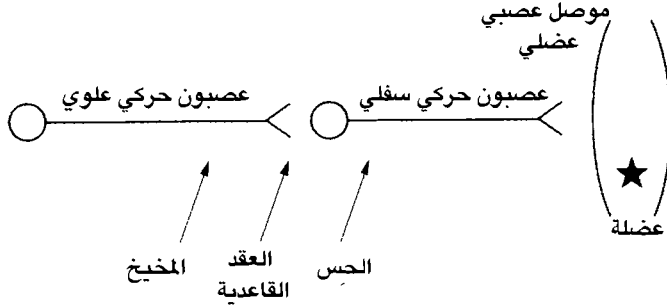 موصل عصبي
عضلي
عصبون حركي سفلي
عصبون حركي علوي
عضلة
الحس
العقد
القاعدية
المخيخ